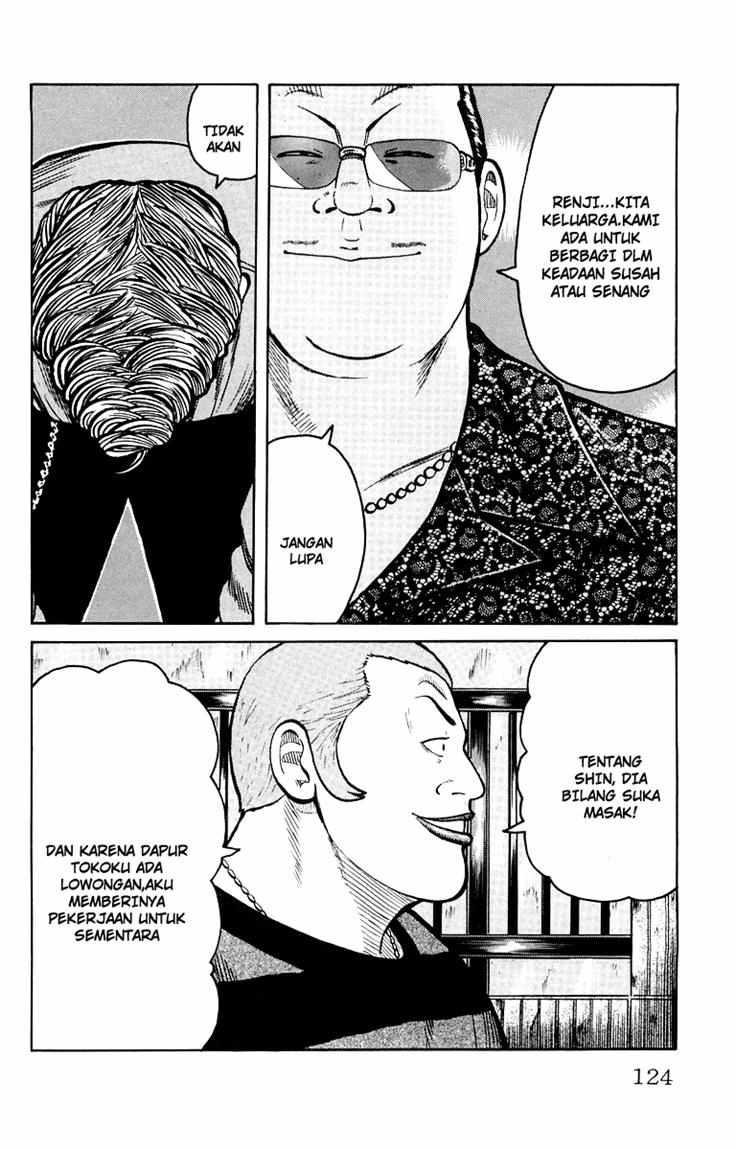 RENJI...KITA
KELUARGA.KAMI
ADA UNTUK
BERBAGI DLM
KEADAAN SUSAH
ATAU SENANG
JANGAN
LUPA
TIDAK
AKAN
TENTANG
SHIN, DIA
BILANG SUKA
MASAK!
DAN KARENA DAPUR
TOKOKU ADA
LOWONGAN,AKU
MEMBERINYA
PEKERJAAN UNTUK
SEMENTARA
124